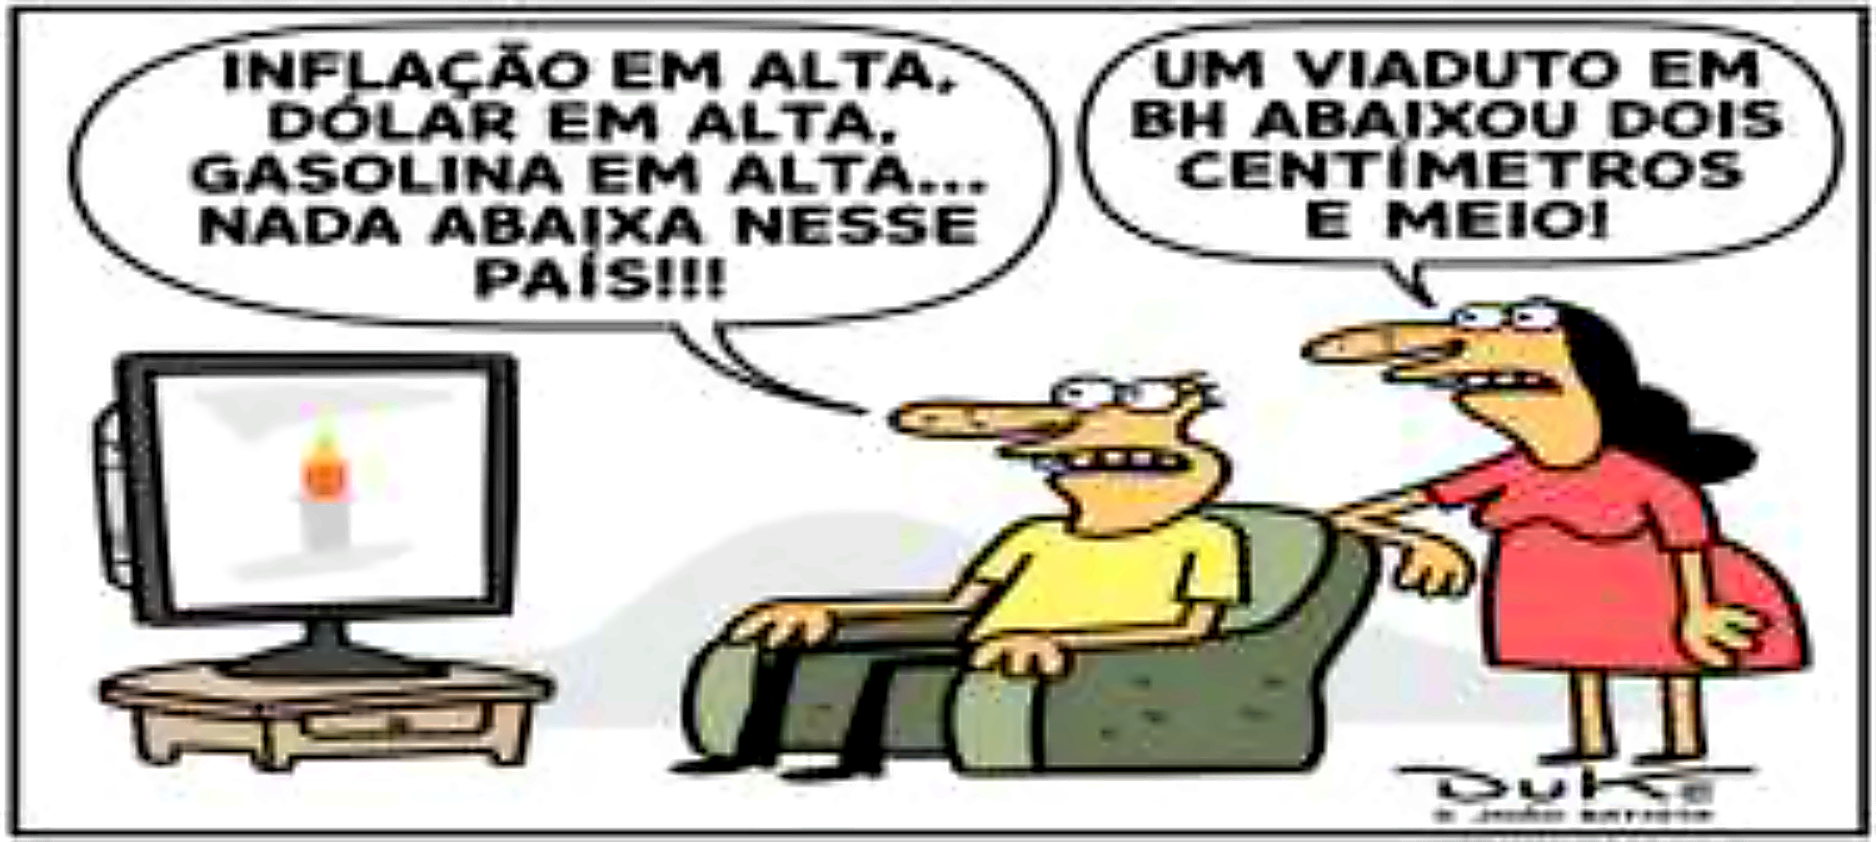 INFLAÇÃO EM ALTA,
DÓLAR EM ALTA,
GASOLINA EM ALTA...
NADA ABAIXA NESSE
PAÍS!!!
UM VIADUTO EM
BH ABAIXOU DOIS
CENTÍMETROS
E MEIO!
DUKE